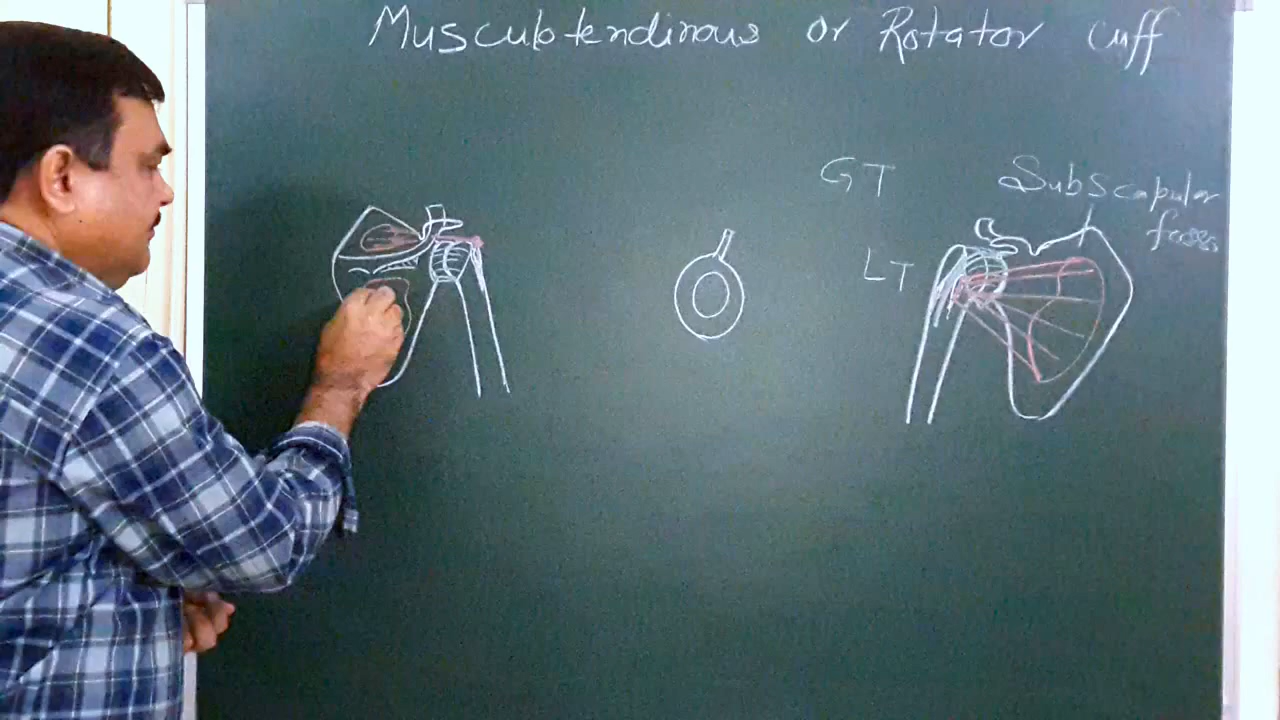 Musculotendinous or Rotator cuff
GT
Subscapular
fossa
LT